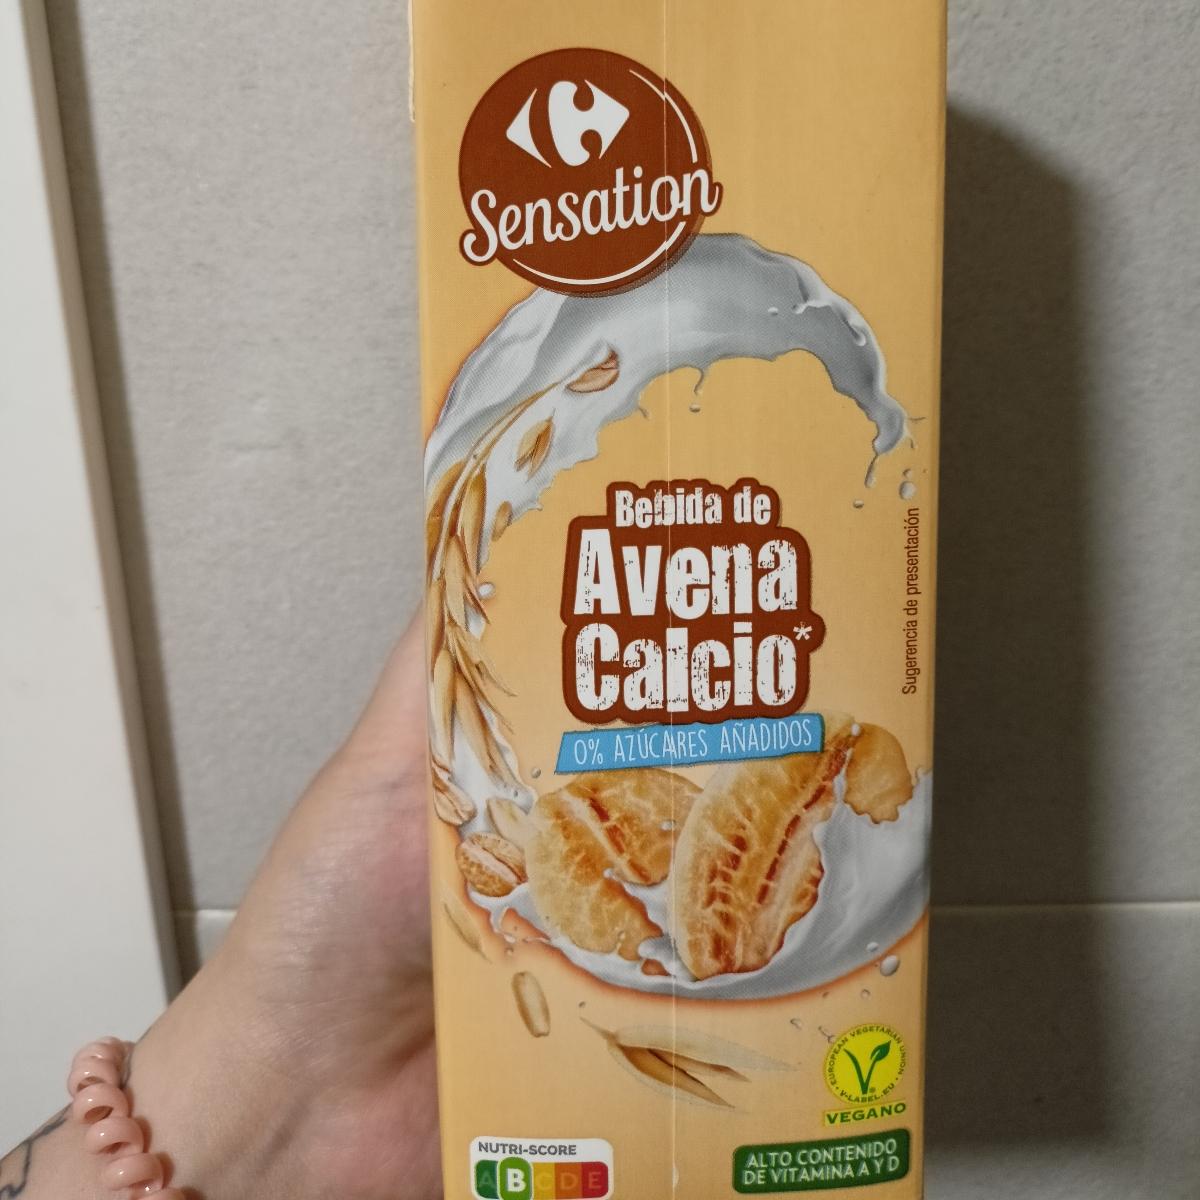 Sensation
Bebida de
Avena
Calcio*
0% AZÚCARES AÑADIDOS
Sugerencia de presentación
EUROPEAN VEGETARIAN UNION
V-LABEL.EU
VEGANO
NUTRI-SCORE
A B C D E
ALTO CONTENIDO
DE VITAMINA A Y D